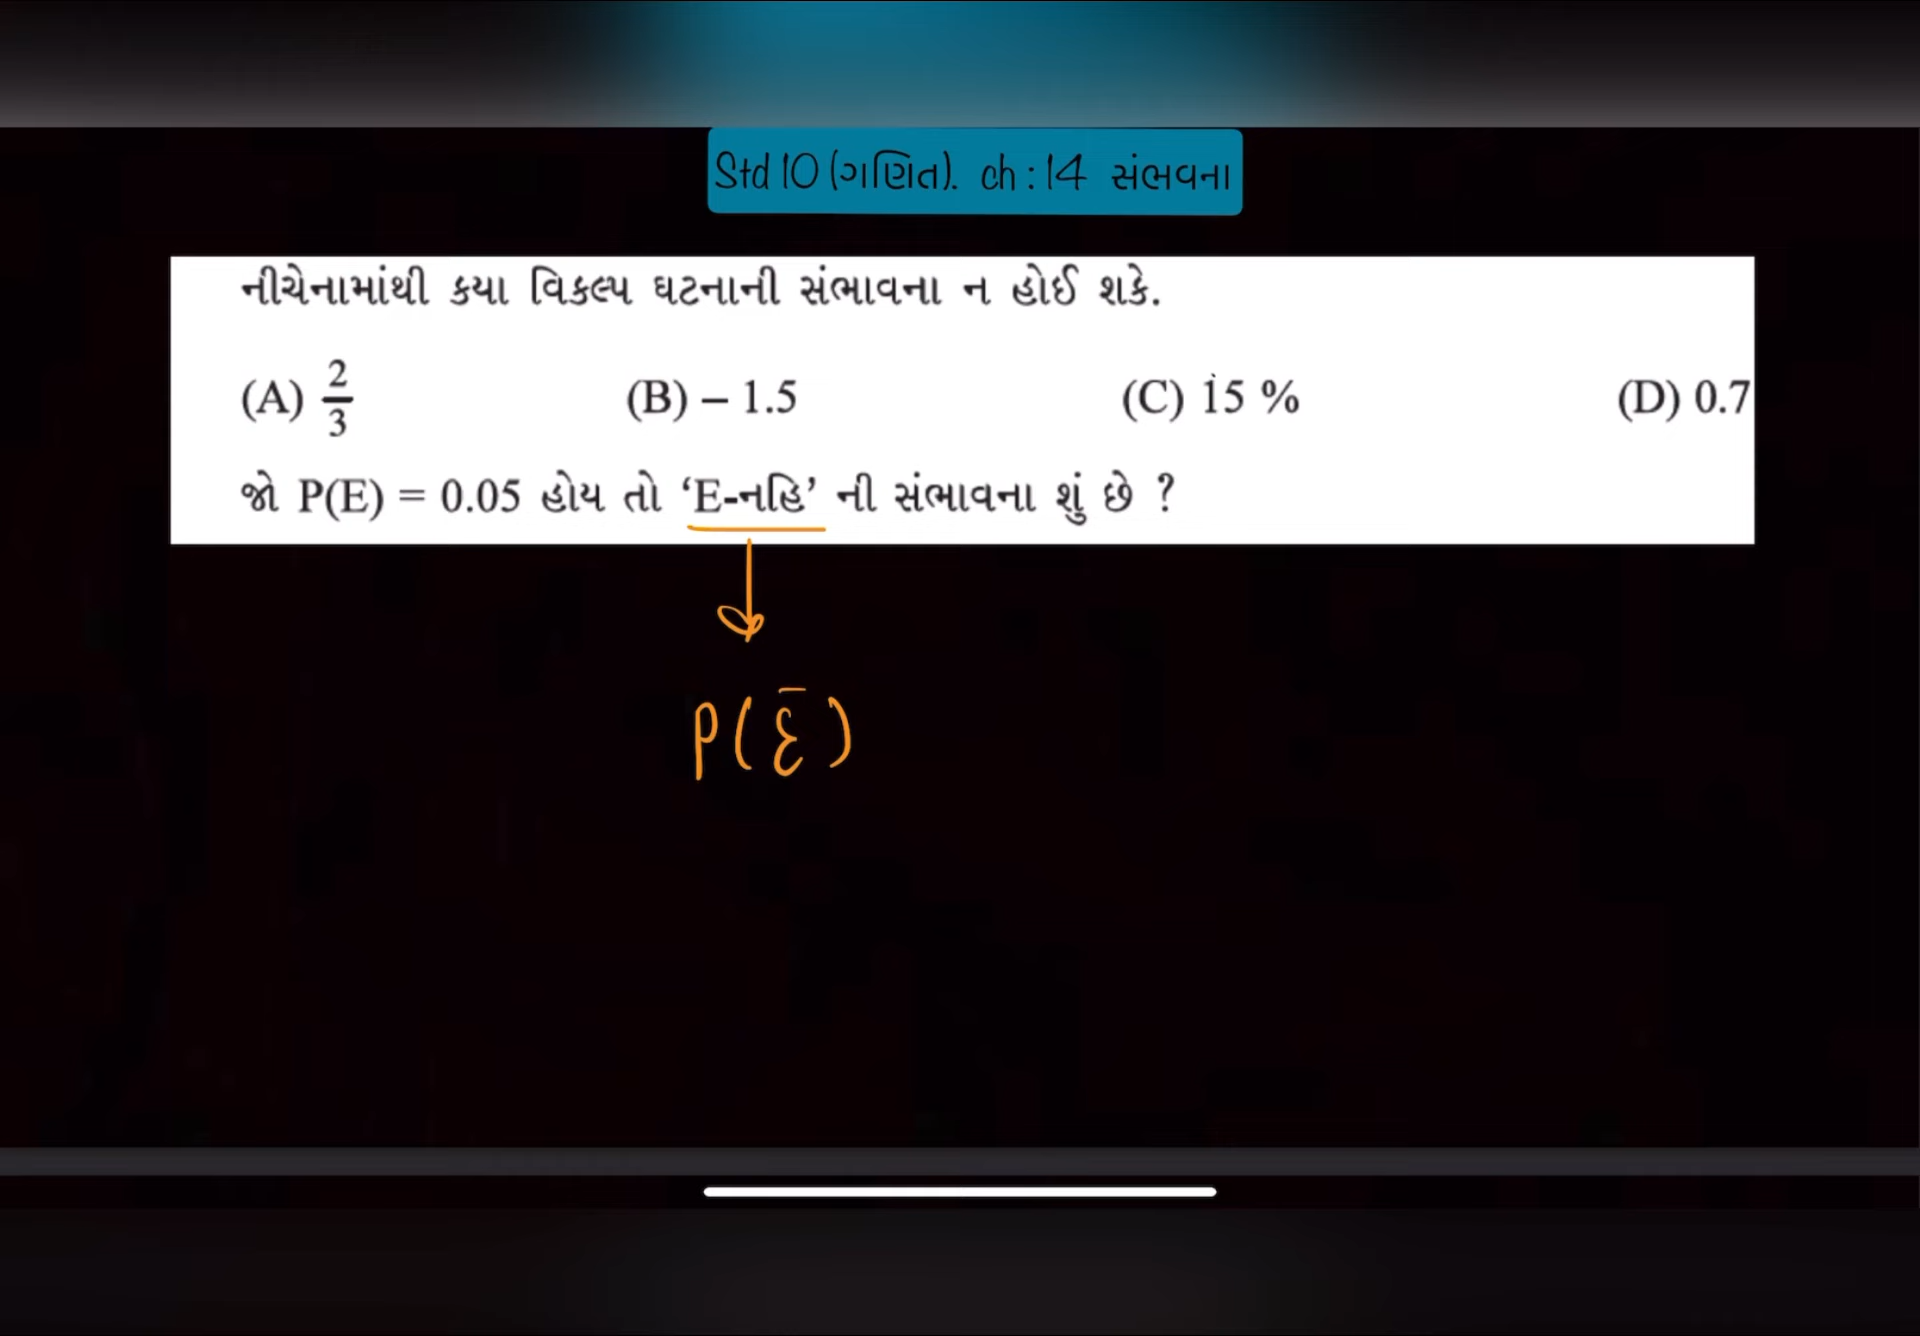 Std 10 (ગણિત). ch : 14 સંભવના
નીચેનામાંથી કયા વિકલ્પ ઘટનાની સંભાવના ન હોઈ શકે.
(A) 2/3 (B) – 1.5 (C) 15 % (D) 0.7
જો P(E) = 0.05 હોય તો ‘E-નહિ’ ની સંભાવના શું છે ?
P(Ē)